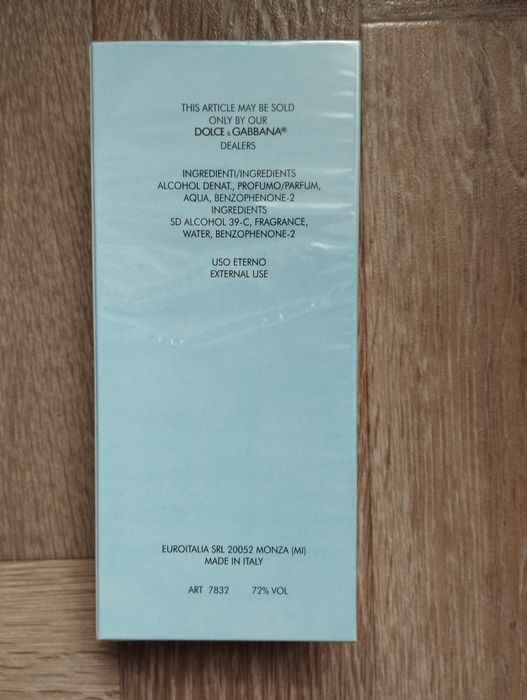 THIS ARTICLE MAY BE SOLD
ONLY BY OUR
DOLCE & GABBANA®
DEALERS
INGREDIENTI/INGREDIENTS
ALCOHOL DENAT., PROFUMO/PARFUM,
AQUA, BENZOPHENONE-2
INGREDIENTS
SD ALCOHOL 39-C, FRAGRANCE,
WATER, BENZOPHENONE-2
USO ETERNO
EXTERNAL USE
EUROITALIA SRL 20052 MONZA (MI)
MADE IN ITALY
ART 7832 72% VOL